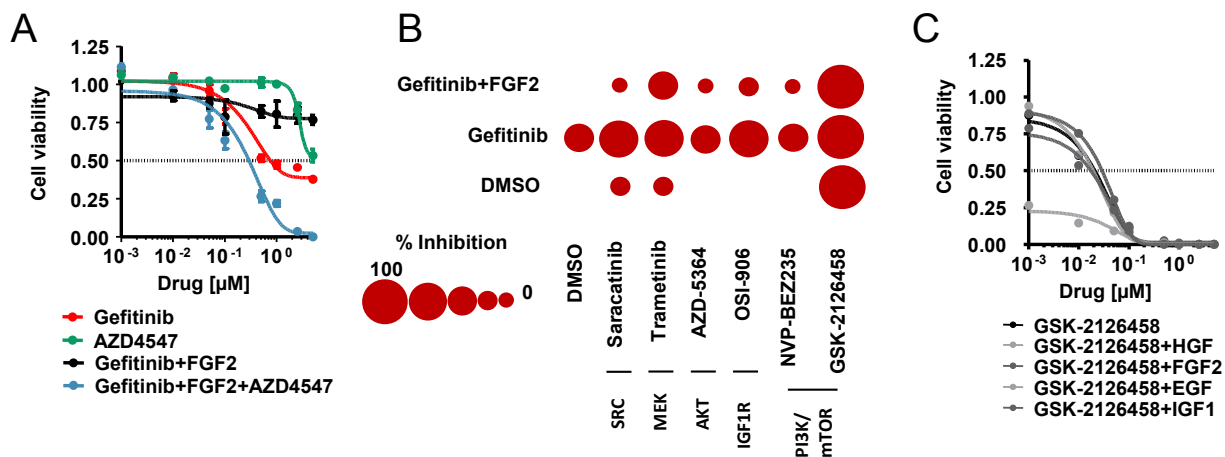 A
1.25
1.00
0.75
0.50
0.25
0.00
Cell viability
10⁻³ 10⁻² 10⁻¹ 10⁰
Drug [µM]
Gefitinib
AZD4547
Gefitinib+FGF2
Gefitinib+FGF2+AZD4547
B
Gefitinib+FGF2
Gefitinib
DMSO
% Inhibition
100
0
DMSO
Saracatinib
Trametinib
AZD-5364
OSI-906
NVP-BEZ235
GSK-2126458
SRC
MEK
AKT
IGF1R
PI3K/
mTOR
C
1.25
1.00
0.75
0.50
0.25
0.00
Cell viability
10⁻³ 10⁻² 10⁻¹ 10⁰
Drug [µM]
GSK-2126458
GSK-2126458+HGF
GSK-2126458+FGF2
GSK-2126458+EGF
GSK-2126458+IGF1